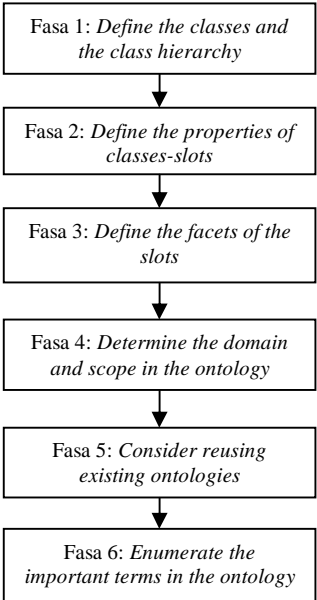 Fasa 1: Define the classes and
the class hierarchy
Fasa 2: Define the properties of
classes-slots
Fasa 3: Define the facets of the
slots
Fasa 4: Determine the domain
and scope in the ontology
Fasa 5: Consider reusing
existing ontologies
Fasa 6: Enumerate the
important terms in the ontology